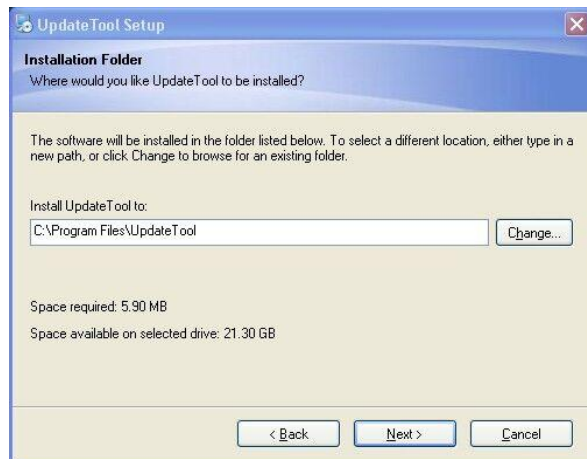 UpdateTool Setup
Installation Folder
Where would you like UpdateTool to be installed?
The software will be installed in the folder listed below. To select a different location, either type in a
new path, or click Change to browse for an existing folder.
Install UpdateTool to:
C:\Program Files\UpdateTool
Change...
Space required: 5.90 MB
Space available on selected drive: 21.30 GB
< Back
Next >
Cancel